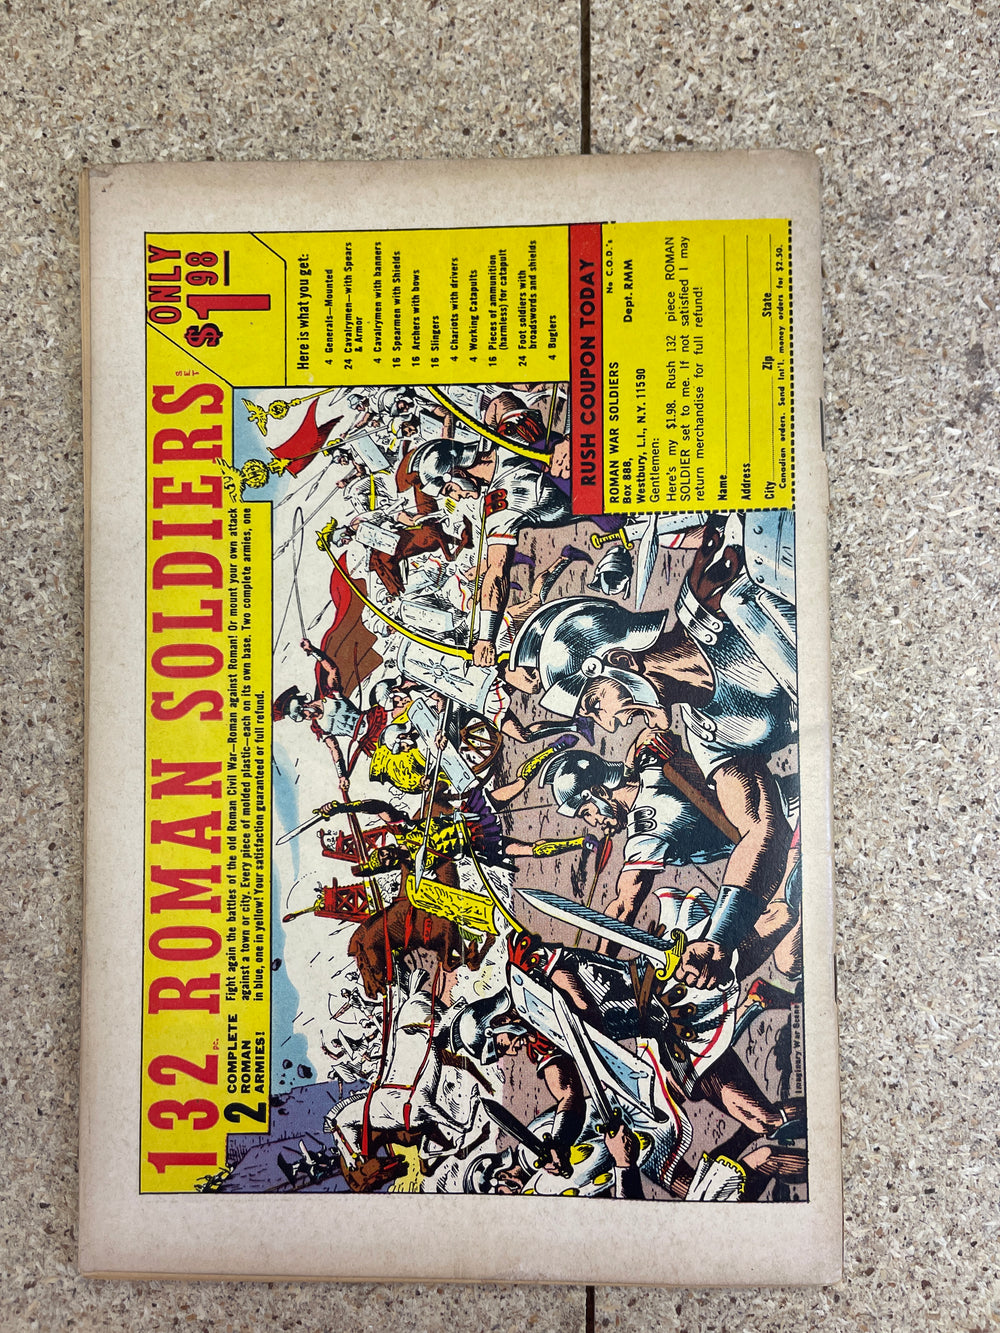 132 pc. ROMAN SOLDIERS SET
ONLY
$1.98
2 COMPLETE
ROMAN
ARMIES!
Fight again the battles of the old Roman Civil War—Roman against Roman! Or mount your own attack
against a town or city. Every piece of molded plastic—each on its own base. Two complete armies, one
in blue, one in yellow! Your satisfaction guaranteed or full refund.
Here is what you get:
4 Generals—Mounted
24 Cavalrymen—with Spears
& Armor
4 Cavalrymen with banners
16 Spearmen with Shields
16 Archers with bows
16 Slingers
4 Chariots with drivers
4 Working Catapults
16 Pieces of ammunition
(harmless) for catapult
24 Foot soldiers with
broadswords and shields
4 Buglers
RUSH COUPON TODAY
No C.O.D.'s
ROMAN WAR SOLDIERS
Box 888, Dept. RMM
Westbury, L.I., N.Y. 11590
Gentlemen:
Here's my $1.98. Rush 132 piece ROMAN
SOLDIER set to me. If not satisfied I may
return merchandise for full refund!
Name
Address
City Zip State
Canadian orders. Send Int'l. money orders for $2.50.
Imaginary War Scene